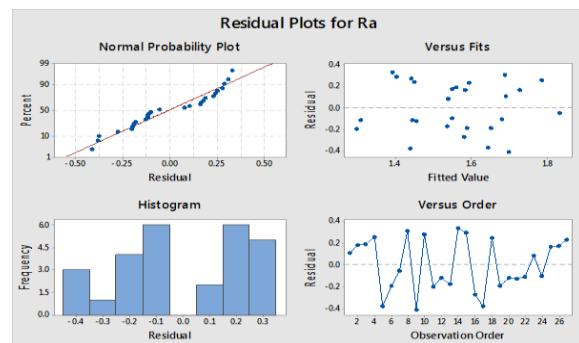 Residual Plots for Ra
Normal Probability Plot
Versus Fits
99
90
50
10
1
Percent
-0.50
-0.25
0.00
0.25
0.50
Residual
0.4
0.2
0.0
-0.2
-0.4
Residual
1.4
1.6
1.8
Fitted Value
Histogram
Versus Order
6.0
4.5
3.0
1.5
0.0
Frequency
-0.4 -0.3 -0.2 -0.1 0.0 0.1 0.2 0.3
Residual
0.4
0.2
0.0
-0.2
-0.4
Residual
2 4 6 8 10 12 14 16 18 20 22 24 26
Observation Order